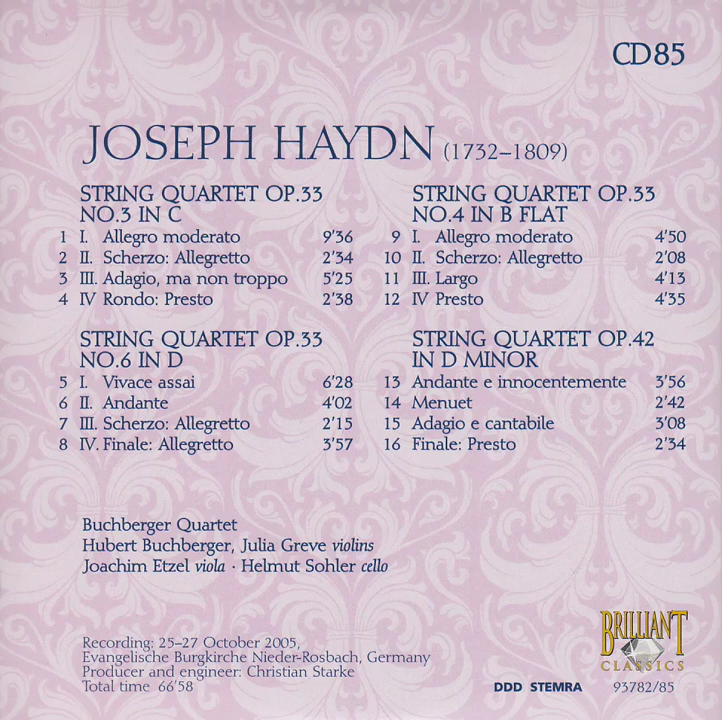 CD85
JOSEPH HAYDN (1732–1809)
STRING QUARTET OP.33
NO.3 IN C
1 I. Allegro moderato 9’36
2 II. Scherzo: Allegretto 2’34
3 III. Adagio, ma non troppo 5’25
4 IV Rondo: Presto 2’38
STRING QUARTET OP.33
NO.6 IN D
5 I. Vivace assai 6’28
6 II. Andante 4’02
7 III. Scherzo: Allegretto 2’15
8 IV. Finale: Allegretto 3’57
STRING QUARTET OP.33
NO.4 IN B FLAT
9 I. Allegro moderato 4’50
10 II. Scherzo: Allegretto 2’08
11 III. Largo 4’13
12 IV Presto 4’35
STRING QUARTET OP.42
IN D MINOR
13 Andante e innocentemente 3’56
14 Menuet 2’42
15 Adagio e cantabile 3’08
16 Finale: Presto 2’34
Buchberger Quartet
Hubert Buchberger, Julia Greve violins
Joachim Etzel viola · Helmut Sohler cello
Recording: 25–27 October 2005,
Evangelische Burgkirche Nieder-Rosbach, Germany
Producer and engineer: Christian Starke
Total time 66’58
DDD STEMRA
BRILLIANT
CLASSICS
93782/85